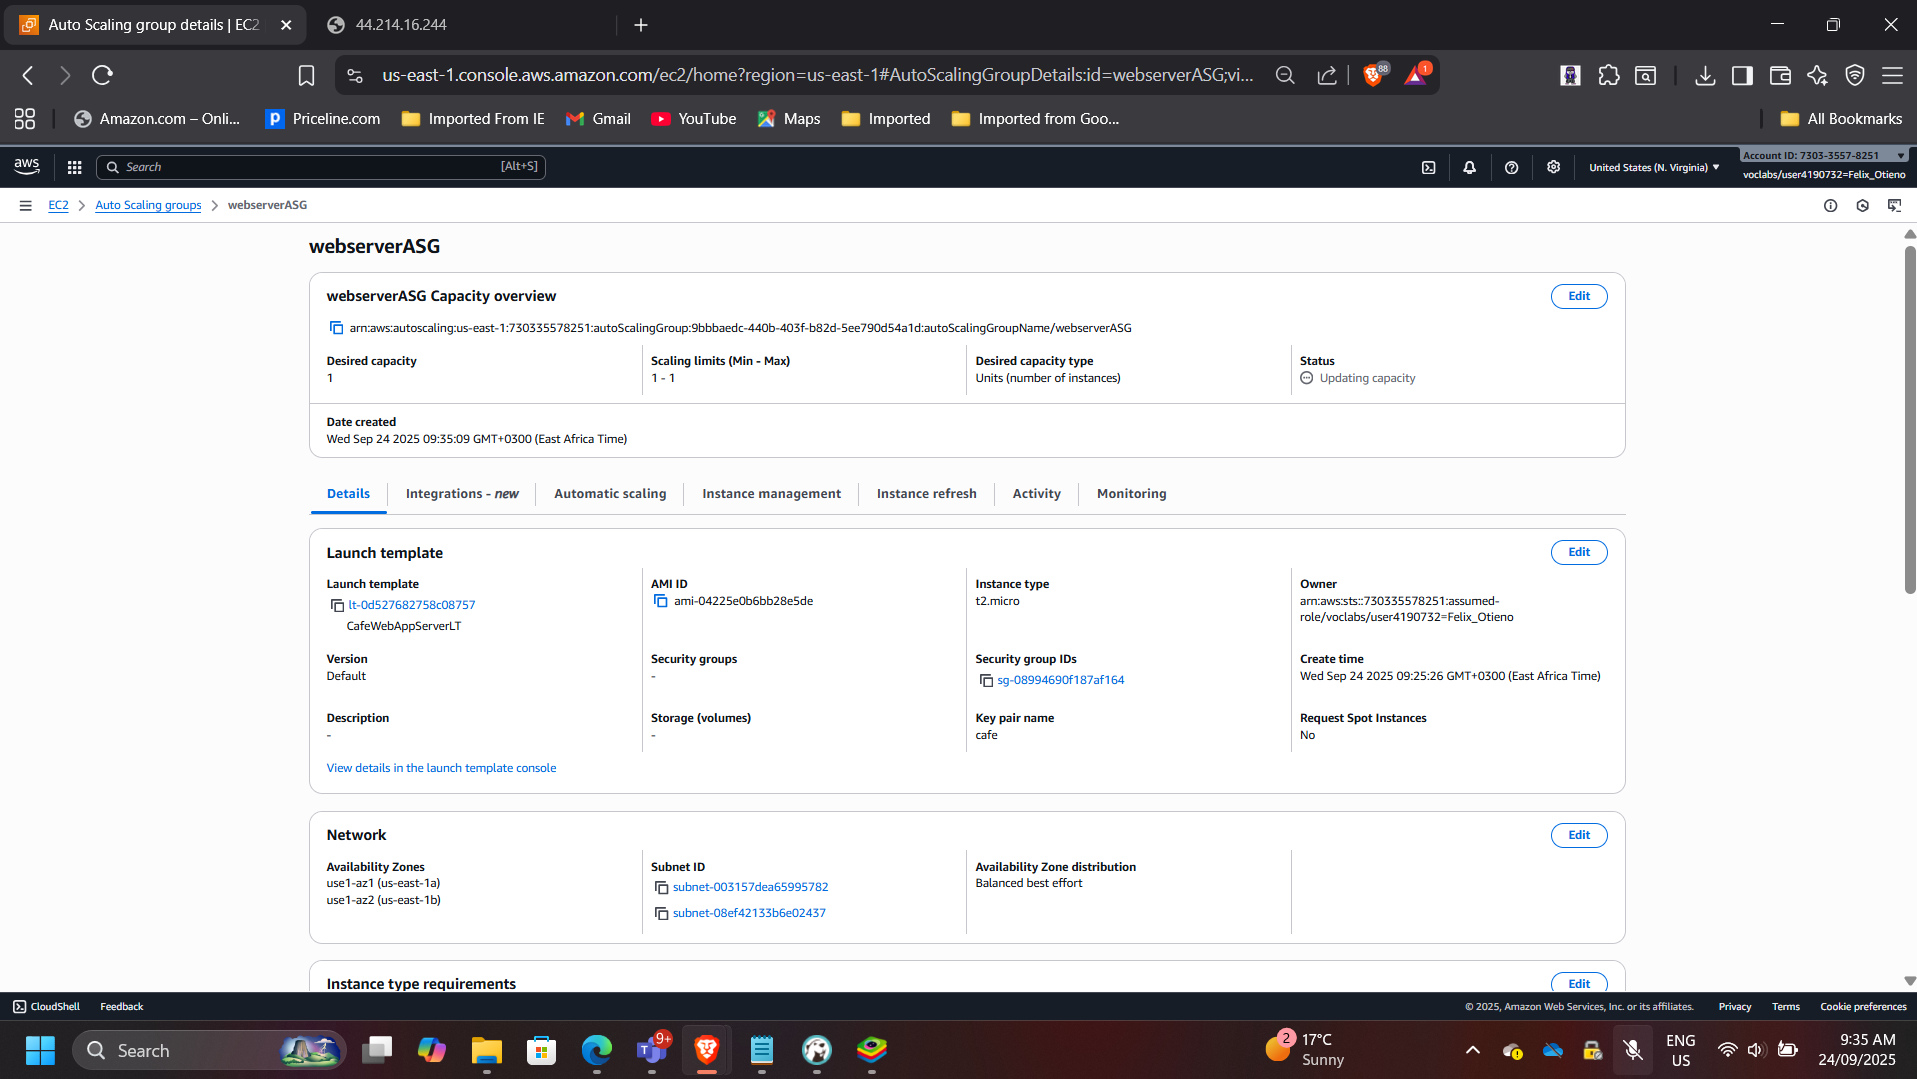 Auto Scaling group details | EC2
44.214.16.244
us-east-1.console.aws.amazon.com/ec2/home?region=us-east-1#AutoScalingGroupDetails:id=webserverASG;vi...
88
1
Amazon.com – Onli...
Priceline.com
Imported From IE
Gmail
YouTube
Maps
Imported
Imported from Goo...
All Bookmarks
aws
Search
[Alt+S]
United States (N. Virginia)
Account ID: 7303-3557-8251
voclabs/user4190732=Felix_Otieno
EC2
Auto Scaling groups
webserverASG
webserverASG
webserverASG Capacity overview
Edit
arn:aws:autoscaling:us-east-1:730335578251:autoScalingGroup:9bbbaedc-440b-403f-b82d-5ee790d54a1d:autoScalingGroupName/webserverASG
Desired capacity
1
Scaling limits (Min - Max)
1 - 1
Desired capacity type
Units (number of instances)
Status
Updating capacity
Date created
Wed Sep 24 2025 09:35:09 GMT+0300 (East Africa Time)
Details
Integrations - new
Automatic scaling
Instance management
Instance refresh
Activity
Monitoring
Launch template
Edit
Launch template
lt-0d527682758c08757
CafeWebAppServerLT
AMI ID
ami-04225e0b6bb28e5de
Instance type
t2.micro
Owner
arn:aws:sts::730335578251:assumed-
role/voclabs/user4190732=Felix_Otieno
Version
Default
Security groups
-
Security group IDs
sg-08994690f187af164
Create time
Wed Sep 24 2025 09:25:26 GMT+0300 (East Africa Time)
Description
-
Storage (volumes)
-
Key pair name
cafe
Request Spot Instances
No
View details in the launch template console
Network
Edit
Availability Zones
use1-az1 (us-east-1a)
use1-az2 (us-east-1b)
Subnet ID
subnet-003157dea65995782
subnet-08ef42133b6e02437
Availability Zone distribution
Balanced best effort
Instance type requirements
Edit
CloudShell
Feedback
© 2025, Amazon Web Services, Inc. or its affiliates.
Privacy
Terms
Cookie preferences
Search
9+
2
17°C
Sunny
ENG
US
9:35 AM
24/09/2025